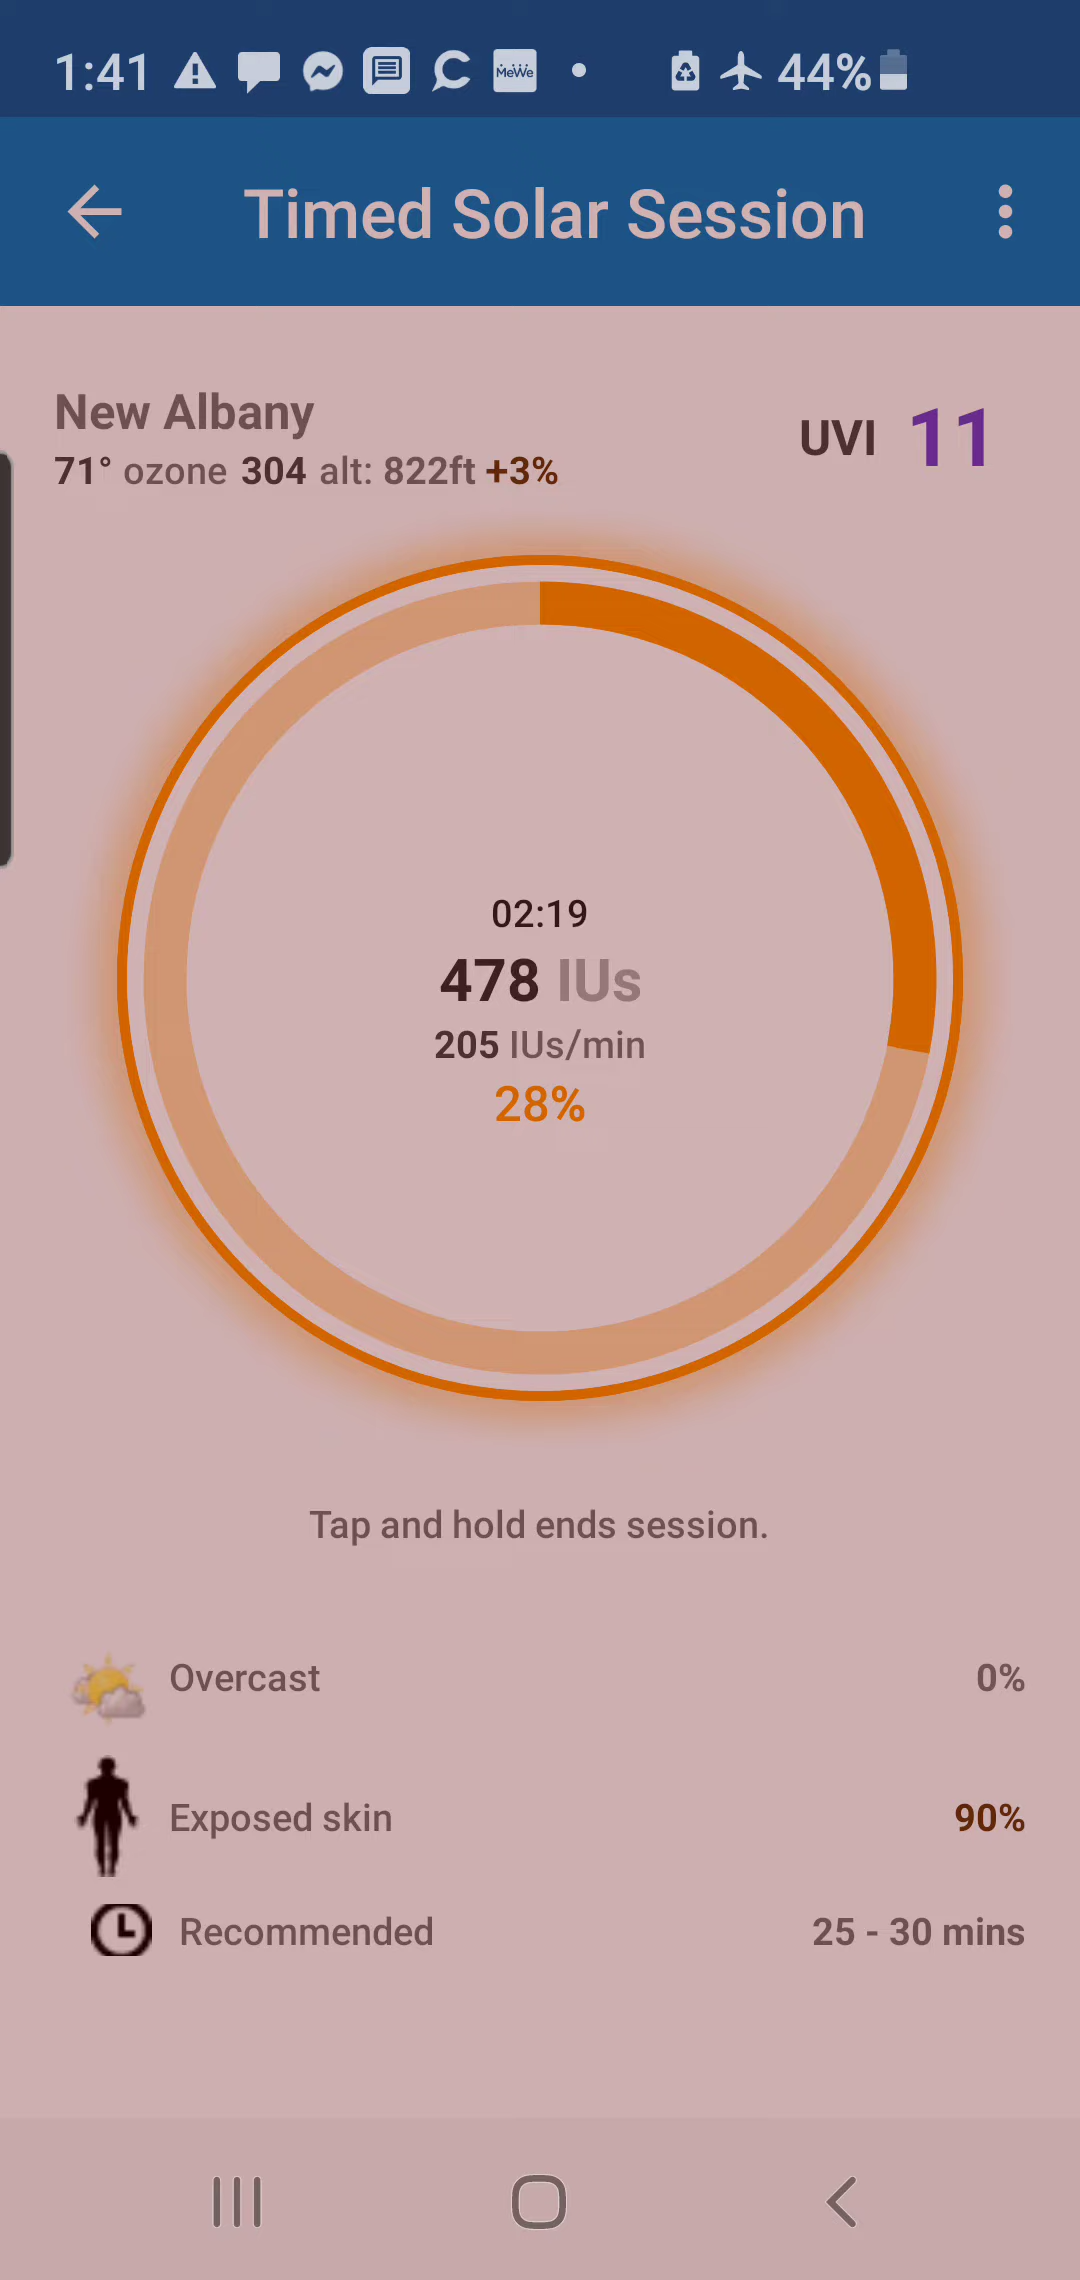 1:41 MeWe 44%
Timed Solar Session
New Albany
71° ozone 304 alt: 822ft +3%
UVI 11
02:19
478 IUs
205 IUs/min
28%
Tap and hold ends session.
Overcast 0%
Exposed skin 90%
Recommended 25 - 30 mins